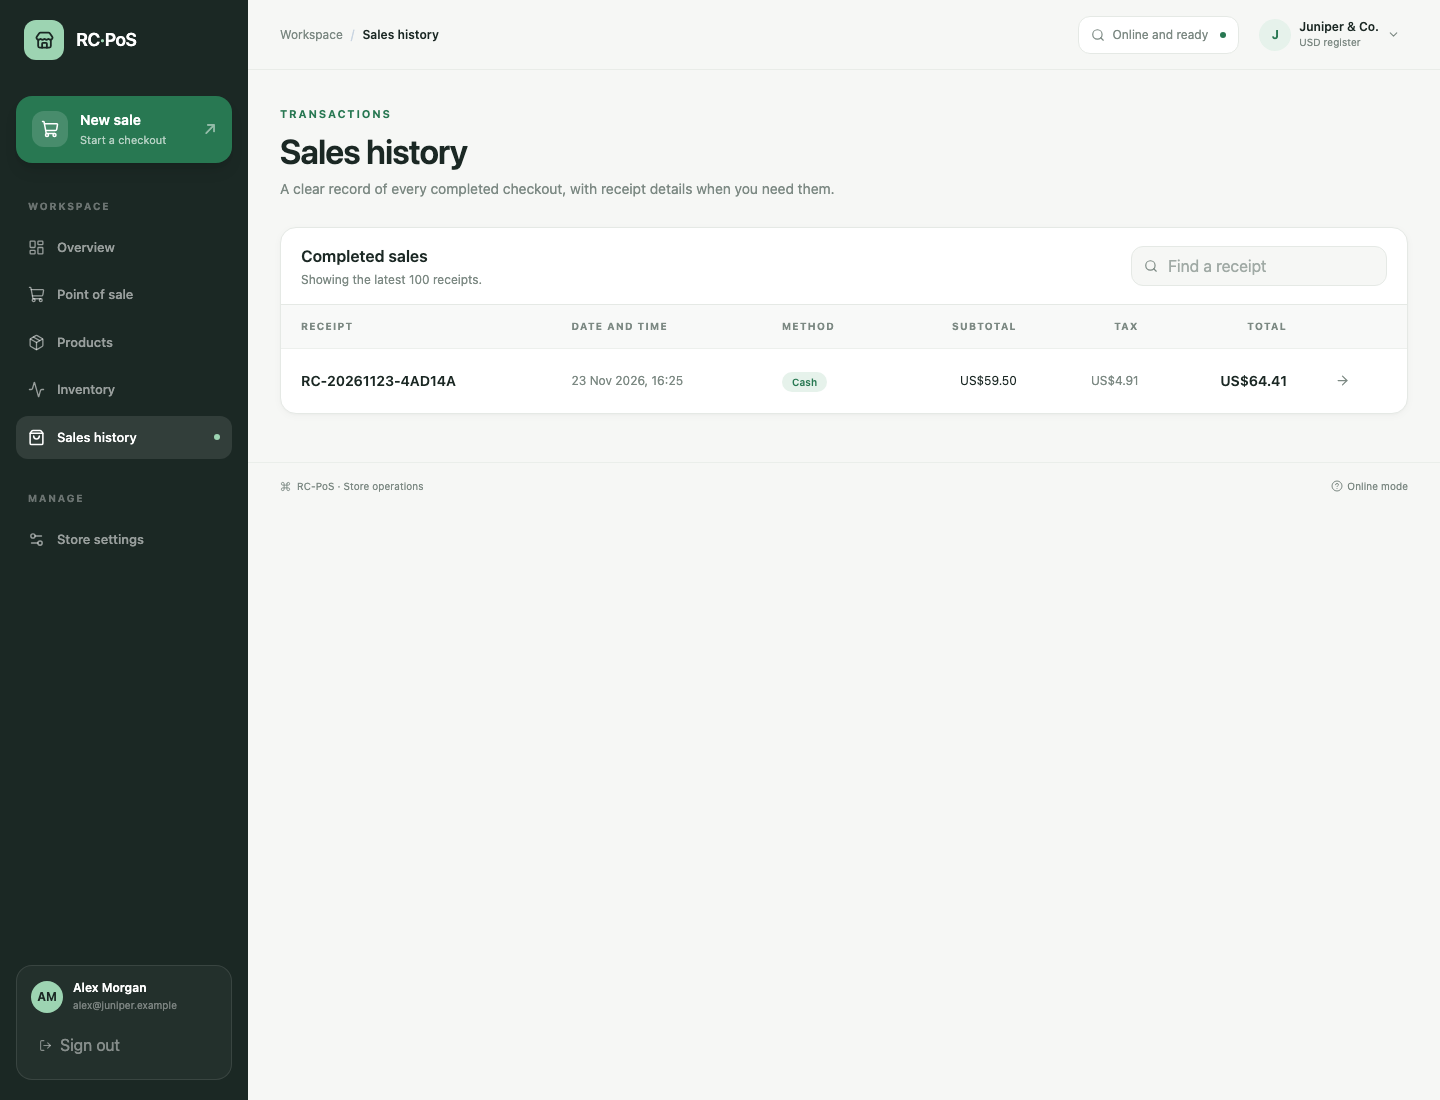 RC·PoS
New sale
Start a checkout
WORKSPACE
Overview
Point of sale
Products
Inventory
Sales history
MANAGE
Store settings
AM
Alex Morgan
alex@juniper.example
Sign out
Workspace / Sales history
Online and ready
J
Juniper & Co.
USD register
TRANSACTIONS
Sales history
A clear record of every completed checkout, with receipt details when you need them.
Completed sales
Showing the latest 100 receipts.
Find a receipt
RECEIPT DATE AND TIME METHOD SUBTOTAL TAX TOTAL
RC-20261123-4AD14A 23 Nov 2026, 16:25 Cash US$59.50 US$4.91 US$64.41
RC-PoS · Store operations
Online mode